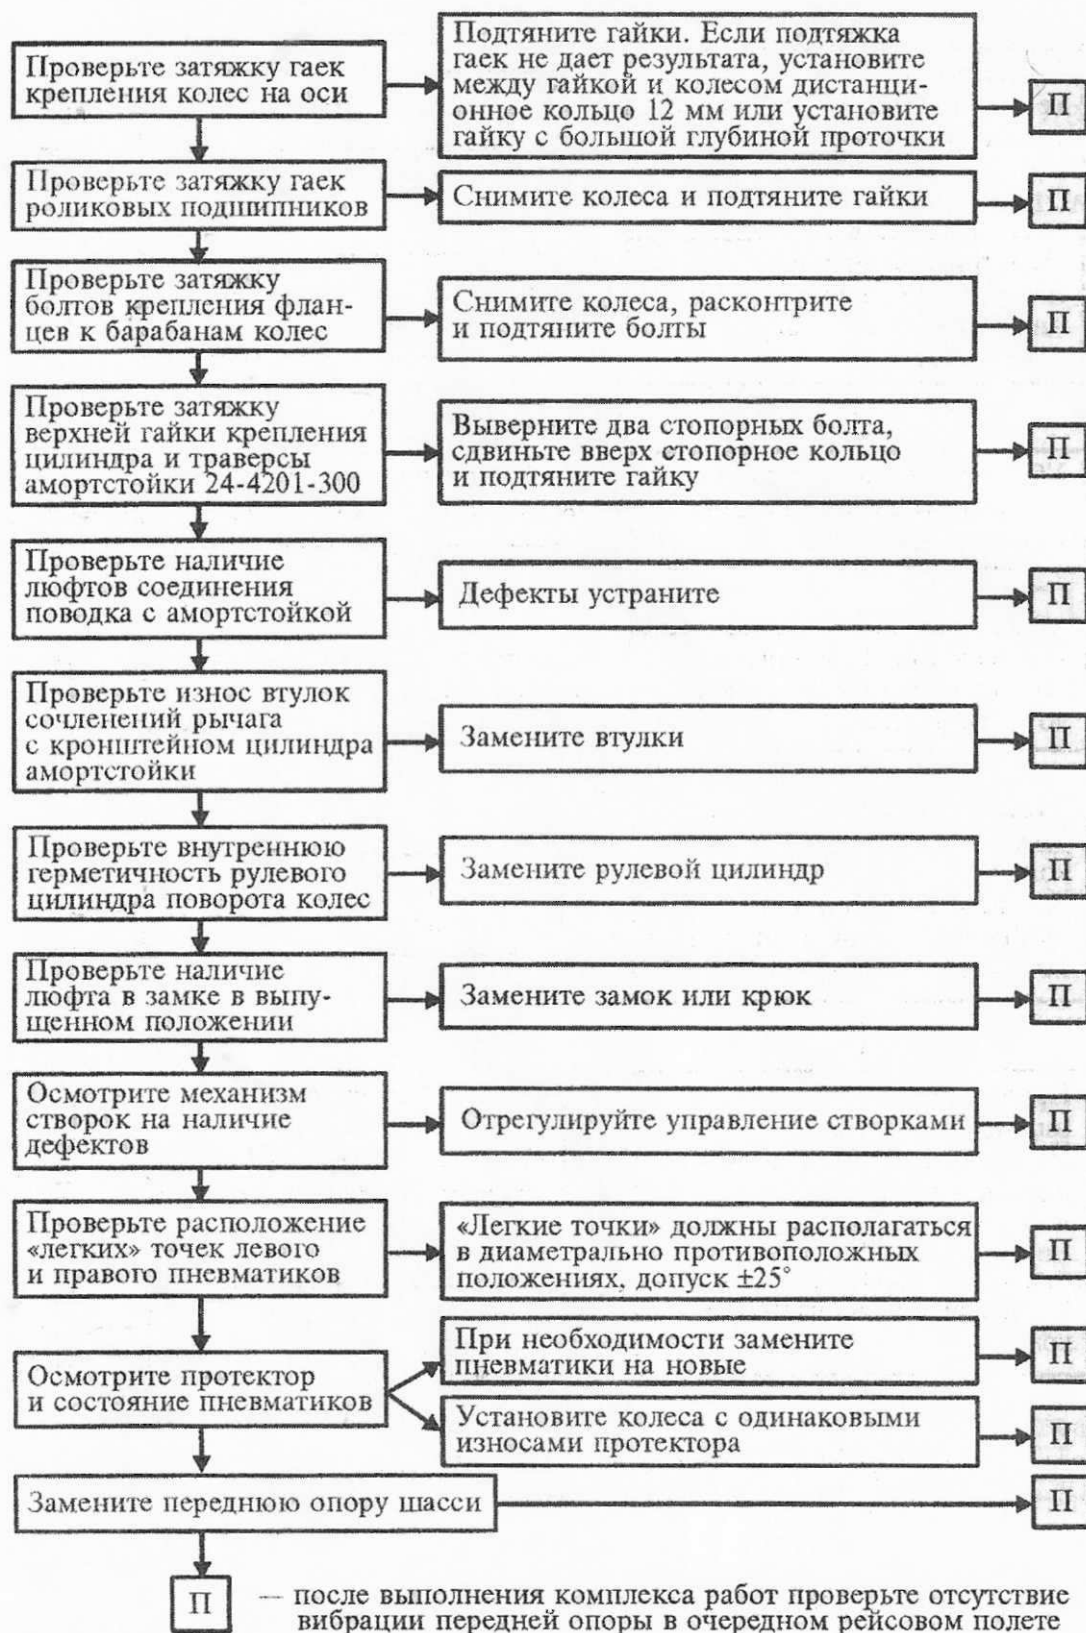 Проверьте затяжку гаек
крепления колес на оси
Подтяните гайки. Если подтяжка
гаек не дает результата, установите
между гайкой и колесом дистанци-
онное кольцо 12 мм или установите
гайку с большой глубиной проточки
П
Проверьте затяжку гаек
роликовых подшипников
Снимите колеса и подтяните гайки
П
Проверьте затяжку
болтов крепления флан-
цев к барабанам колес
Снимите колеса, расконтрите
и подтяните болты
П
Проверьте затяжку
верхней гайки крепления
цилиндра и траверсы
амортстойки 24-4201-300
Выверните два стопорных болта,
сдвиньте вверх стопорное кольцо
и подтяните гайку
П
Проверьте наличие
люфтов соединения
поводка с амортстойкой
Дефекты устраните
П
Проверьте износ втулок
сочленений рычага
с кронштейном цилиндра
амортстойки
Замените втулки
П
Проверьте внутреннюю
герметичность рулевого
цилиндра поворота колес
Замените рулевой цилиндр
П
Проверьте наличие
люфта в замке в выпу-
щенном положении
Замените замок или крюк
П
Осмотрите механизм
створок на наличие
дефектов
Отрегулируйте управление створками
П
Проверьте расположение
«легких» точек левого
и правого пневматиков
«Легкие точки» должны располагаться
в диаметрально противоположных
положениях, допуск ±25°
П
Осмотрите протектор
и состояние пневматиков
При необходимости замените
пневматики на новые
П
Установите колеса с одинаковыми
износами протектора
П
Замените переднюю опору шасси
П
П — после выполнения комплекса работ проверьте отсутствие
вибрации передней опоры в очередном рейсовом полете